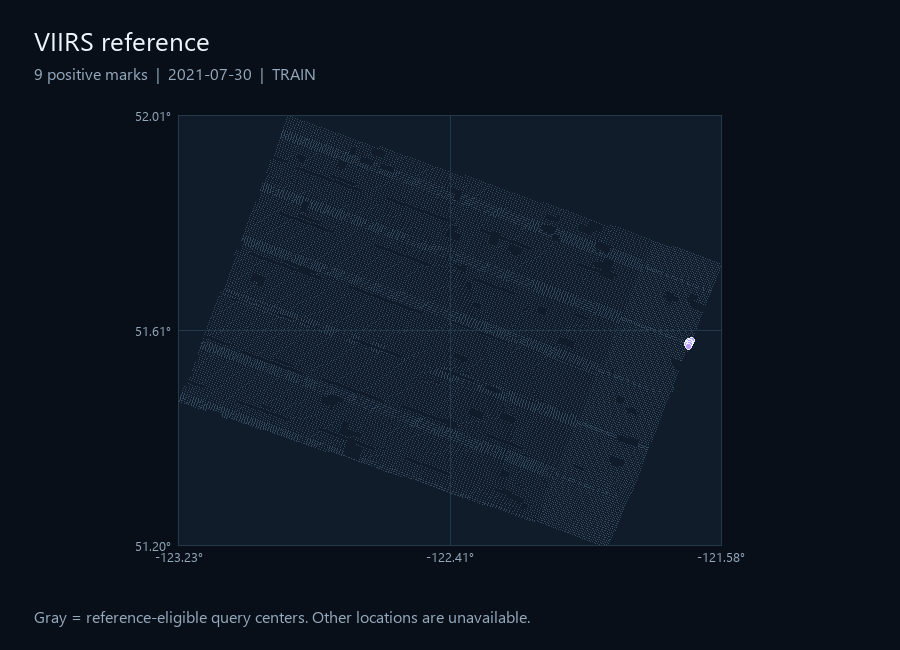 VIIRS reference
9 positive marks | 2021-07-30 | TRAIN
52.01°
51.61°
51.20°
-123.23°
-122.41°
-121.58°
Gray = reference-eligible query centers. Other locations are unavailable.